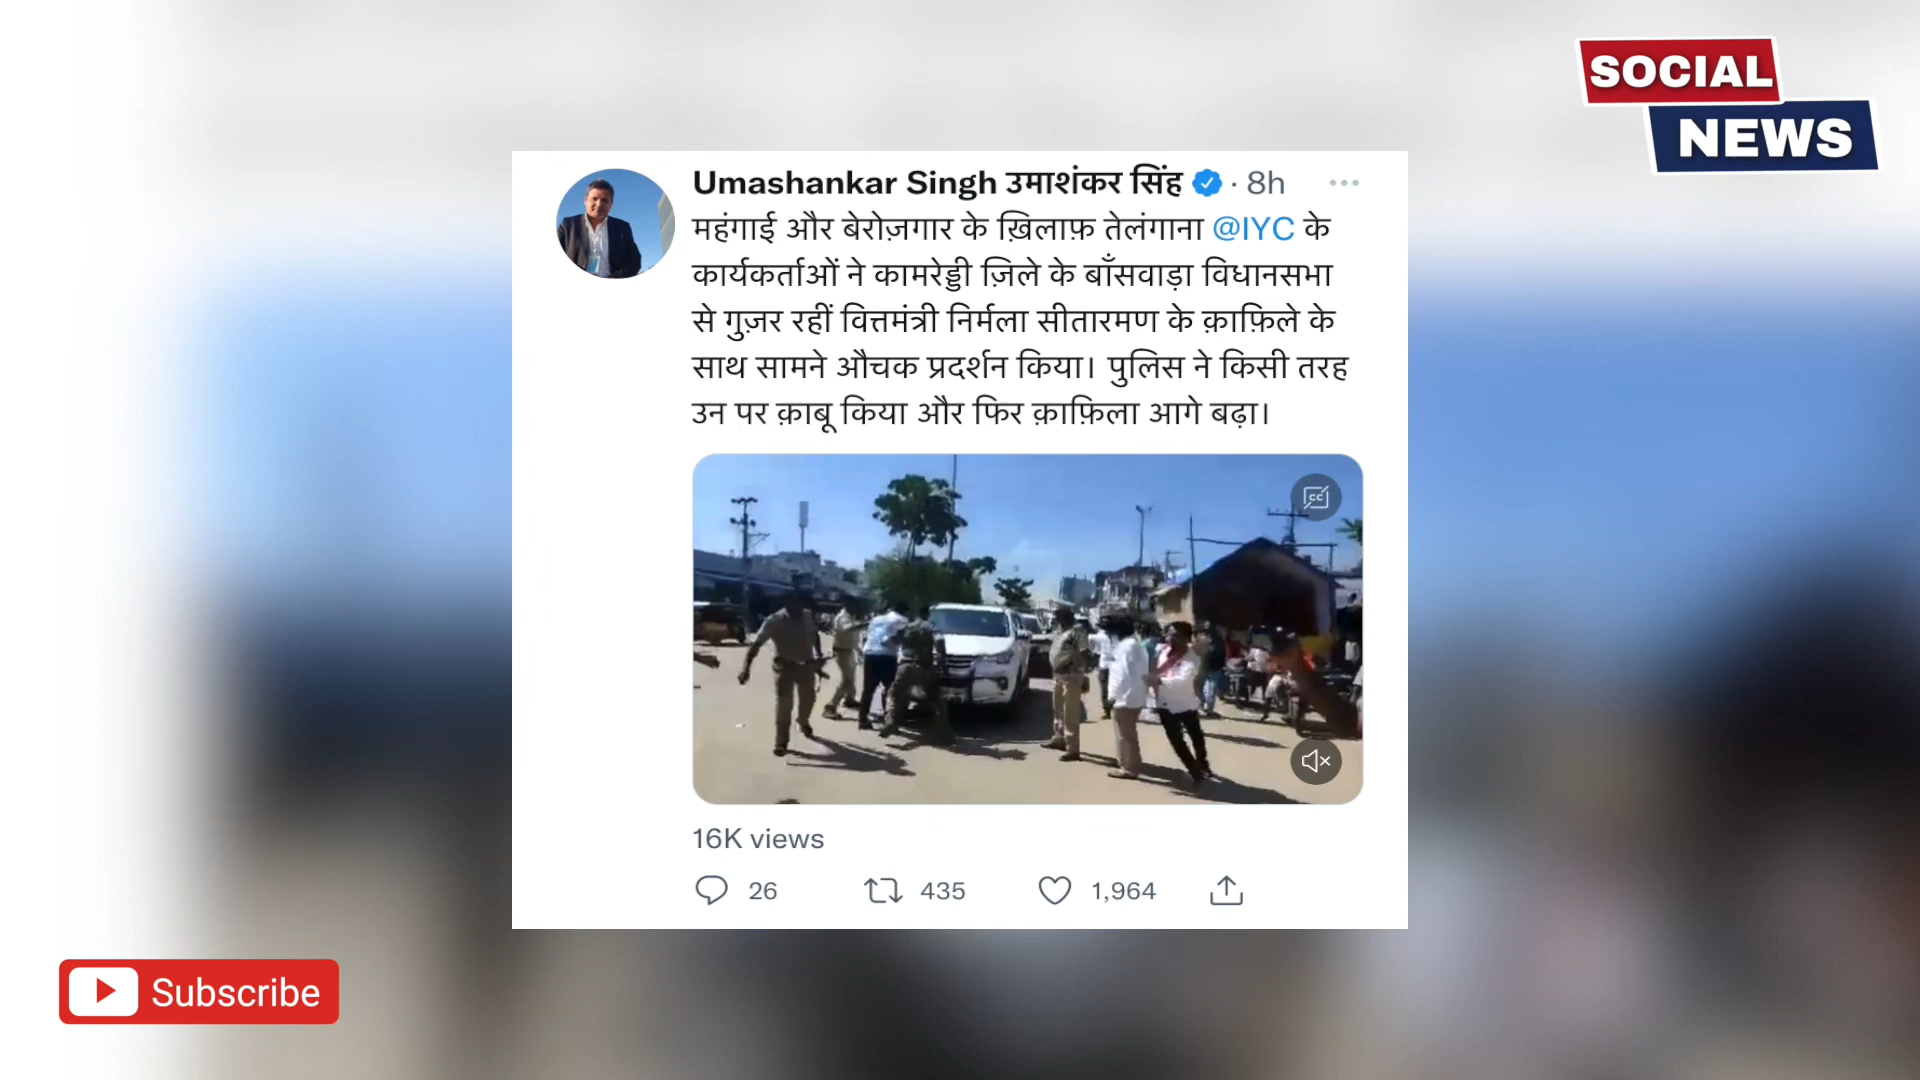 SOCIAL
NEWS
Umashankar Singh उमाशंकर सिंह · 8h
महंगाई और बेरोज़गार के ख़िलाफ़ तेलंगाना @IYC के
कार्यकर्ताओं ने कामरेड्डी ज़िले के बाँसवाड़ा विधानसभा
से गुज़र रहीं वित्तमंत्री निर्मला सीतारमण के क़ाफ़िले के
साथ सामने औचक प्रदर्शन किया। पुलिस ने किसी तरह
उन पर क़ाबू किया और फिर क़ाफ़िला आगे बढ़ा।
cc
16K views
26 435 1,964
Subscribe